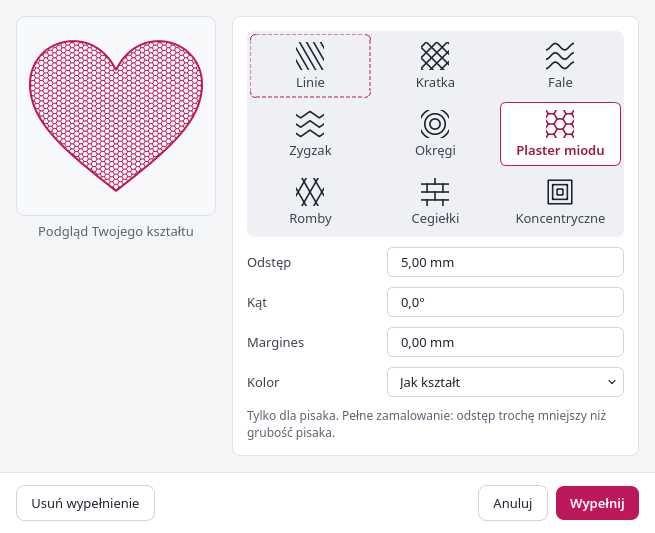 Linie
Kratka
Fale
Zygzak
Okręgi
Plaster miodu
Romby
Cegiełki
Koncentryczne
Podgląd Twojego kształtu
Odstęp
5,00 mm
Kąt
0,0°
Margines
0,00 mm
Kolor
Jak kształt
Tylko dla pisaka. Pełne zamalowanie: odstęp trochę mniejszy niż
grubość pisaka.
Usuń wypełnienie
Anuluj
Wypełnij